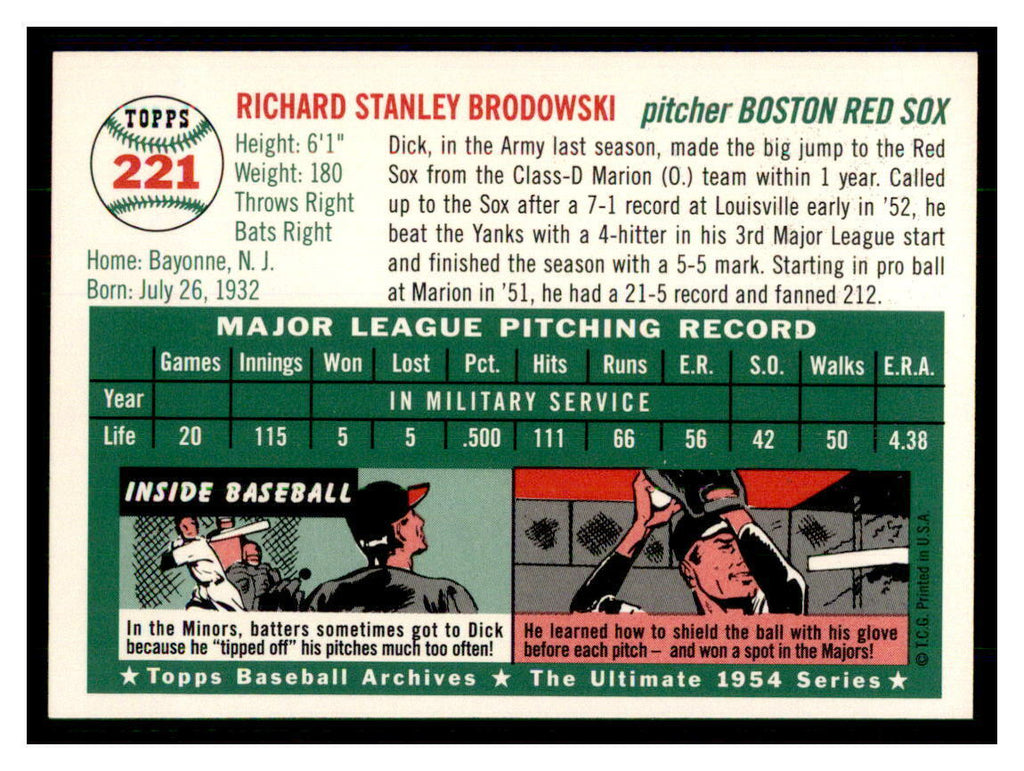 TOPPS
221
RICHARD STANLEY BRODOWSKI pitcher BOSTON RED SOX
Height: 6'1"
Weight: 180
Throws Right
Bats Right
Home: Bayonne, N. J.
Born: July 26, 1932
Dick, in the Army last season, made the big jump to the Red
Sox from the Class-D Marion (O.) team within 1 year. Called
up to the Sox after a 7-1 record at Louisville early in '52, he
beat the Yanks with a 4-hitter in his 3rd Major League start
and finished the season with a 5-5 mark. Starting in pro ball
at Marion in '51, he had a 21-5 record and fanned 212.
MAJOR LEAGUE PITCHING RECORD
Games Innings Won Lost Pct. Hits Runs E.R. S.O. Walks E.R.A.
Year IN MILITARY SERVICE
Life 20 115 5 5 .500 111 66 56 42 50 4.38
INSIDE BASEBALL
In the Minors, batters sometimes got to Dick
because he "tipped off" his pitches much too often!
He learned how to shield the ball with his glove
before each pitch – and won a spot in the Majors!
© T.C.G. Printed in U.S.A.
★ Topps Baseball Archives ★ The Ultimate 1954 Series ★